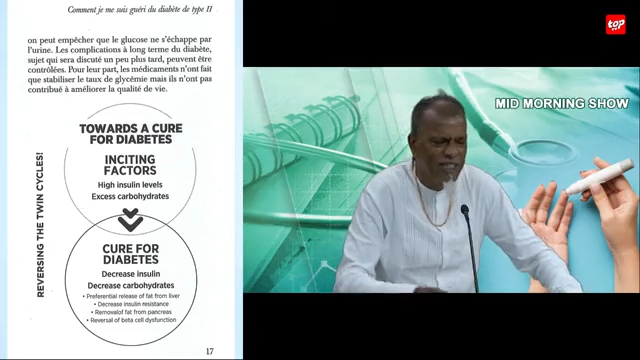 Comment je me suis guéri du diabète de type II
on peut empêcher que le glucose ne s'échappe par
l'urine. Les complications à long terme du diabète,
sujet qui sera discuté un peu plus tard, peuvent être
contrôlées. Pour leur part, les médicaments n'ont fait
que stabiliser le taux de glycémie mais ils n'ont pas
contribué à améliorer la qualité de vie.
TOWARDS A CURE
FOR DIABETES
INCITING
FACTORS
High insulin levels
Excess carbohydrates
REVERSING THE TWIN CYCLES!
CURE FOR
DIABETES
Decrease insulin
Decrease carbohydrates
• Preferential release of fat from liver
• Decrease insulin resistance
• Removalof fat from pancreas
• Reversal of beta cell dysfunction
17
top
MID MORNING SHOW